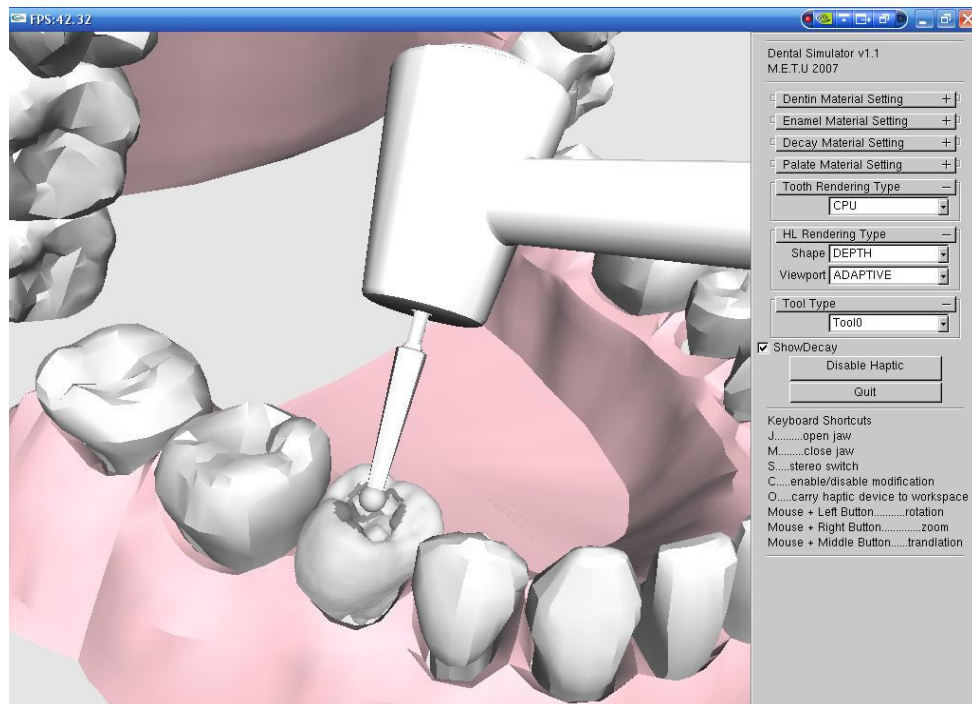 FPS:42.32
Dental Simulator v1.1
M.E.T.U 2007
Dentin Material Setting +
Enamel Material Setting +
Decay Material Setting +
Palate Material Setting +
Tooth Rendering Type −
CPU
HL Rendering Type −
Shape DEPTH
Viewport ADAPTIVE
Tool Type −
Tool0
ShowDecay
Disable Haptic
Quit
Keyboard Shortcuts
J.........open jaw
M.........close jaw
S.....stereo switch
C.....enable/disable modification
O.....carry haptic device to workspace
Mouse + Left Button...........rotation
Mouse + Right Button.............zoom
Mouse + Middle Button......trandlation